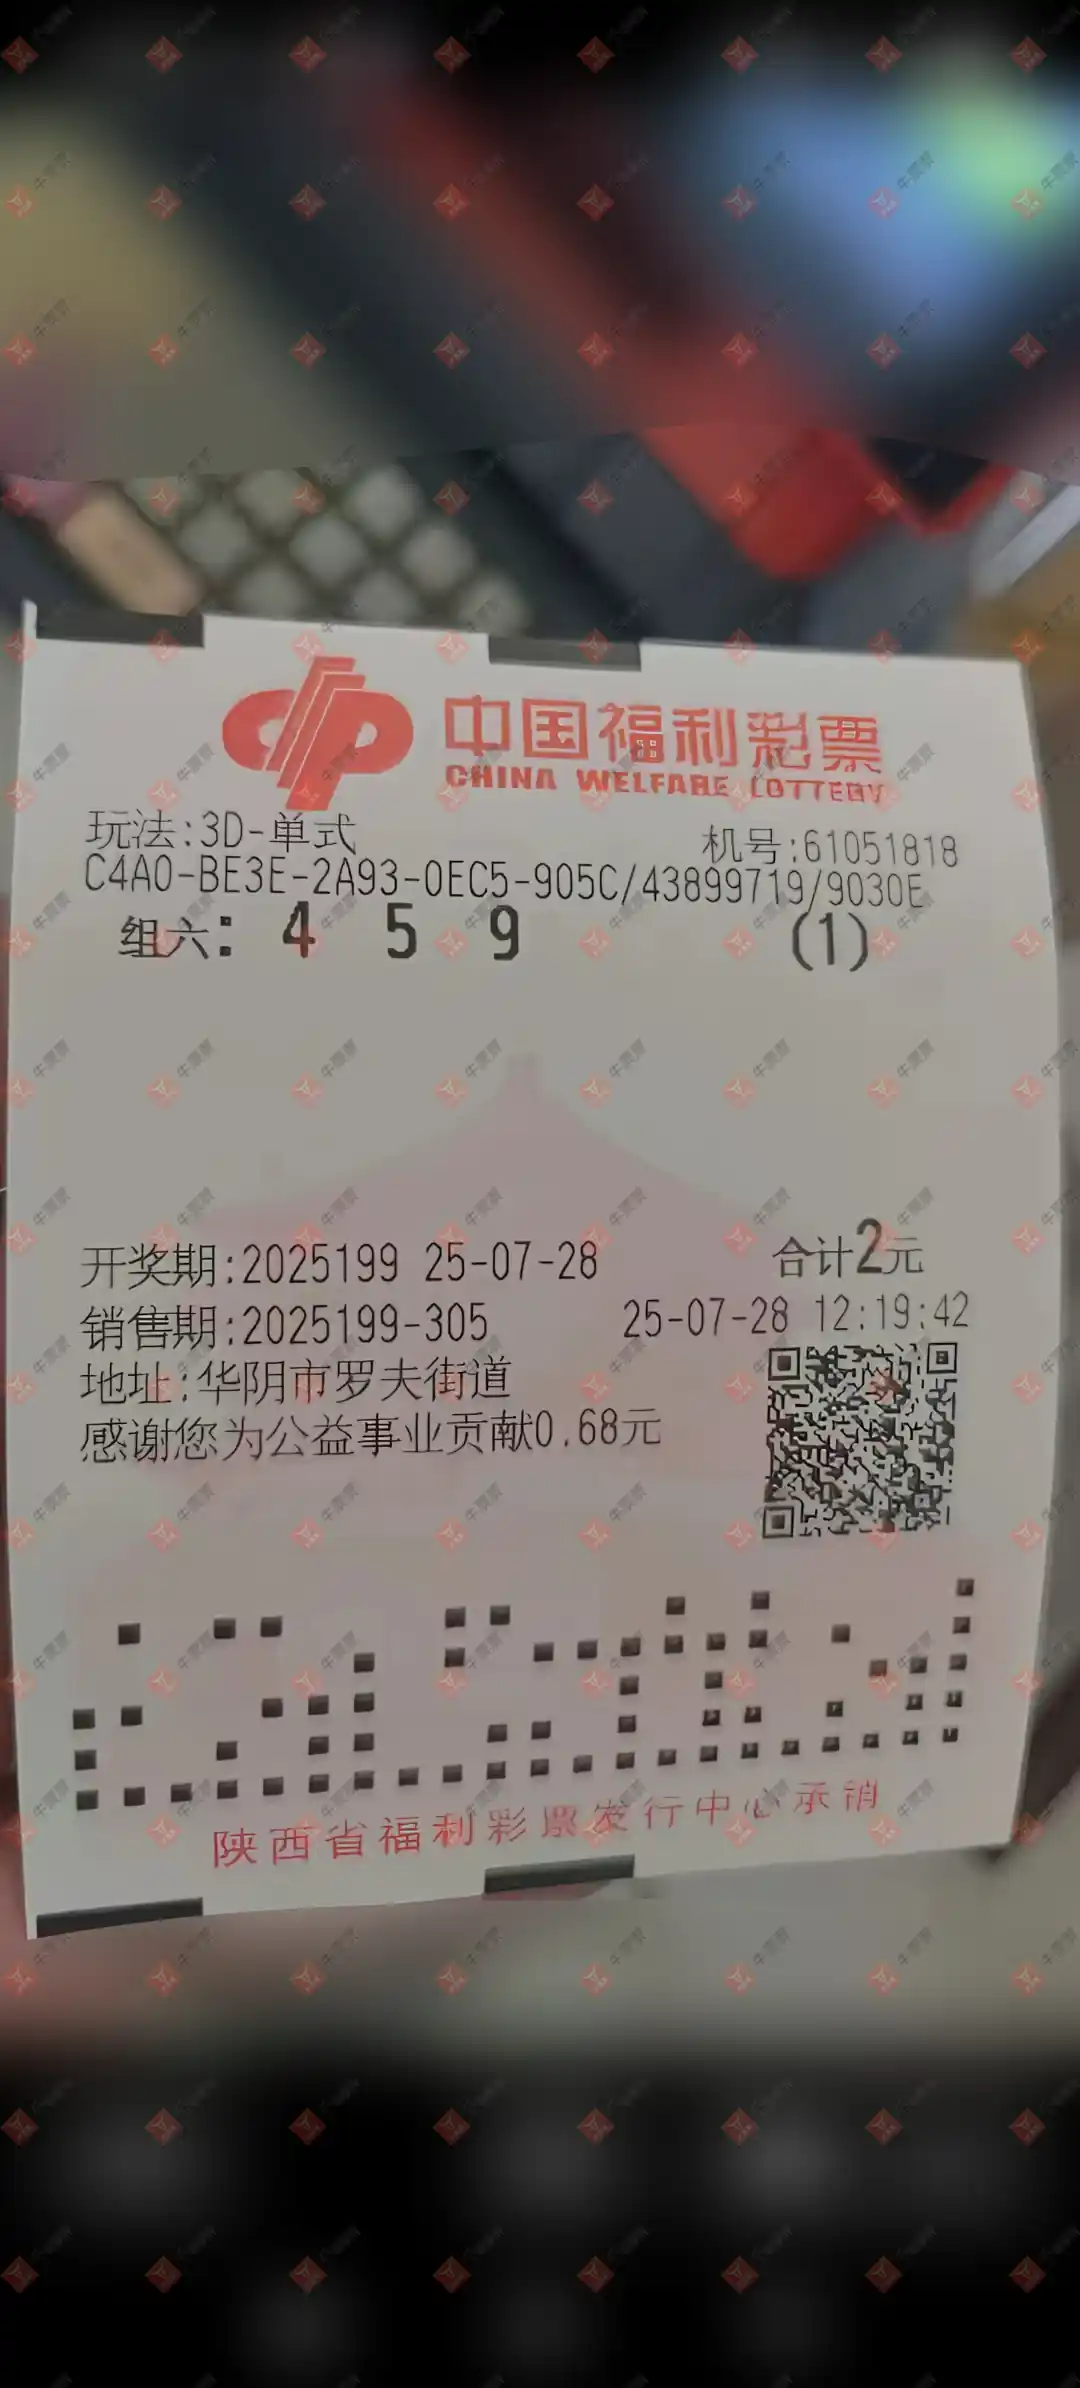 中国福利彩票
CHINA WELFARE LOTTERY
玩法:3D-单式 机号:61051818
C4A0-BE3E-2A93-0EC5-905C/43899719/9030E
组六: 4 5 9 (1)
开奖期:2025199 25-07-28 合计2元
销售期:2025199-305 25-07-28 12:19:42
地址:华阴市罗夫街道
感谢您为公益事业贡献0.68元
陕西省福利彩票发行中心承销